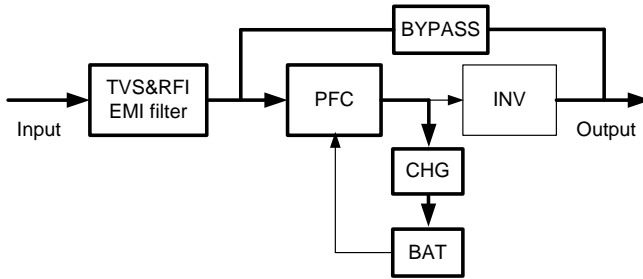 BYPASS
TVS&RFI
EMI filter
PFC
INV
Input
Output
CHG
BAT